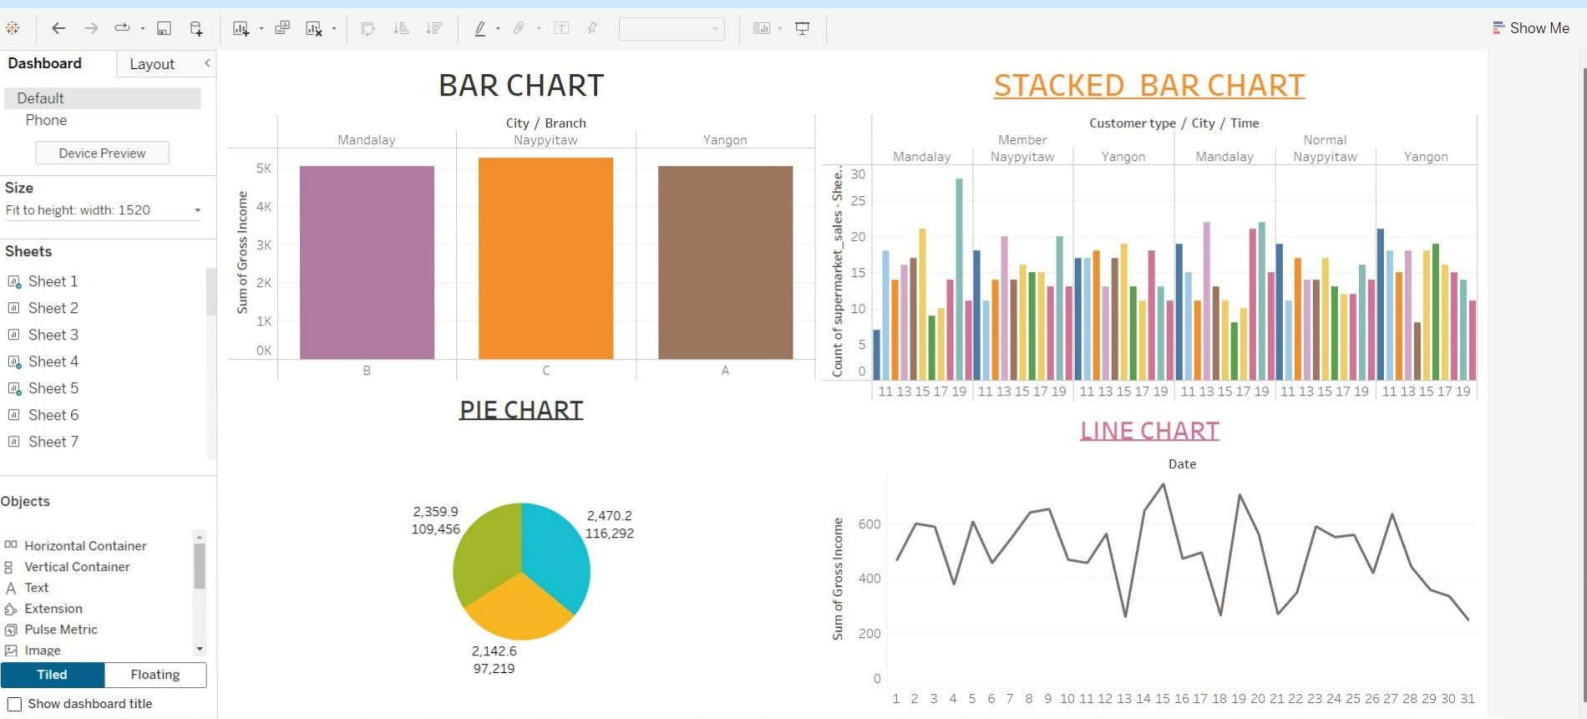 Show Me
Dashboard
Layout
Default
Phone
Device Preview
Size
Fit to height: width: 1520
Sheets
Sheet 1
Sheet 2
Sheet 3
Sheet 4
Sheet 5
Sheet 6
Sheet 7
Objects
Horizontal Container
Vertical Container
Text
Extension
Pulse Metric
Image
Tiled
Floating
Show dashboard title
BAR CHART
City / Branch
Mandalay Naypyitaw Yangon
Sum of Gross Income
5K
4K
3K
2K
1K
0K
B C A
STACKED BAR CHART
Customer type / City / Time
Member Normal
Mandalay Naypyitaw Yangon Mandalay Naypyitaw Yangon
Count of supermarket_sales - Shee..
30
25
20
15
10
5
0
11 13 15 17 19 11 13 15 17 19 11 13 15 17 19 11 13 15 17 19 11 13 15 17 19 11 13 15 17 19
PIE CHART
2,359.9
109,456
2,470.2
116,292
2,142.6
97,219
LINE CHART
Date
Sum of Gross Income
600
400
200
0
1 2 3 4 5 6 7 8 9 10 11 12 13 14 15 16 17 18 19 20 21 22 23 24 25 26 27 28 29 30 31